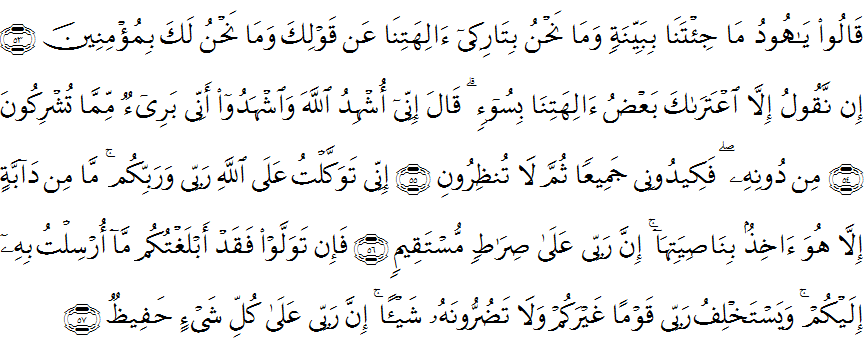 قَالُوا۟ يَـٰهُودُ مَا جِئْتَنَا بِبَيِّنَةٍ وَمَا نَحْنُ بِتَارِكِىٓ ءَالِهَتِنَا عَن قَوْلِكَ وَمَا نَحْنُ لَكَ بِمُؤْمِنِينَ ﴿٥٣﴾
إِن نَّقُولُ إِلَّا ٱعْتَرَىٰكَ بَعْضُ ءَالِهَتِنَا بِسُوٓءٍ ۗ قَالَ إِنِّىٓ أُشْهِدُ ٱللَّهَ وَٱشْهَدُوٓا۟ أَنِّى بَرِىٓءٌ مِّمَّا تُشْرِكُونَ
﴿٥٤﴾ مِن دُونِهِۦ ۖ فَكِيدُونِى جَمِيعًا ثُمَّ لَا تُنظِرُونِ ﴿٥٥﴾ إِنِّى تَوَكَّلْتُ عَلَى ٱللَّهِ رَبِّى وَرَبِّكُم ۚ مَّا مِن دَآبَّةٍ
إِلَّا هُوَ ءَاخِذٌۢ بِنَاصِيَتِهَآ ۚ إِنَّ رَبِّى عَلَىٰ صِرَٰطٍ مُّسْتَقِيمٍ ﴿٥٦﴾ فَإِن تَوَلَّوْا۟ فَقَدْ أَبْلَغْتُكُم مَّآ أُرْسِلْتُ بِهِۦٓ
إِلَيْكُمْ ۚ وَيَسْتَخْلِفُ رَبِّى قَوْمًا غَيْرَكُمْ وَلَا تَضُرُّونَهُۥ شَيْـًٔا ۚ إِنَّ رَبِّى عَلَىٰ كُلِّ شَىْءٍ حَفِيظٌ ﴿٥٧﴾